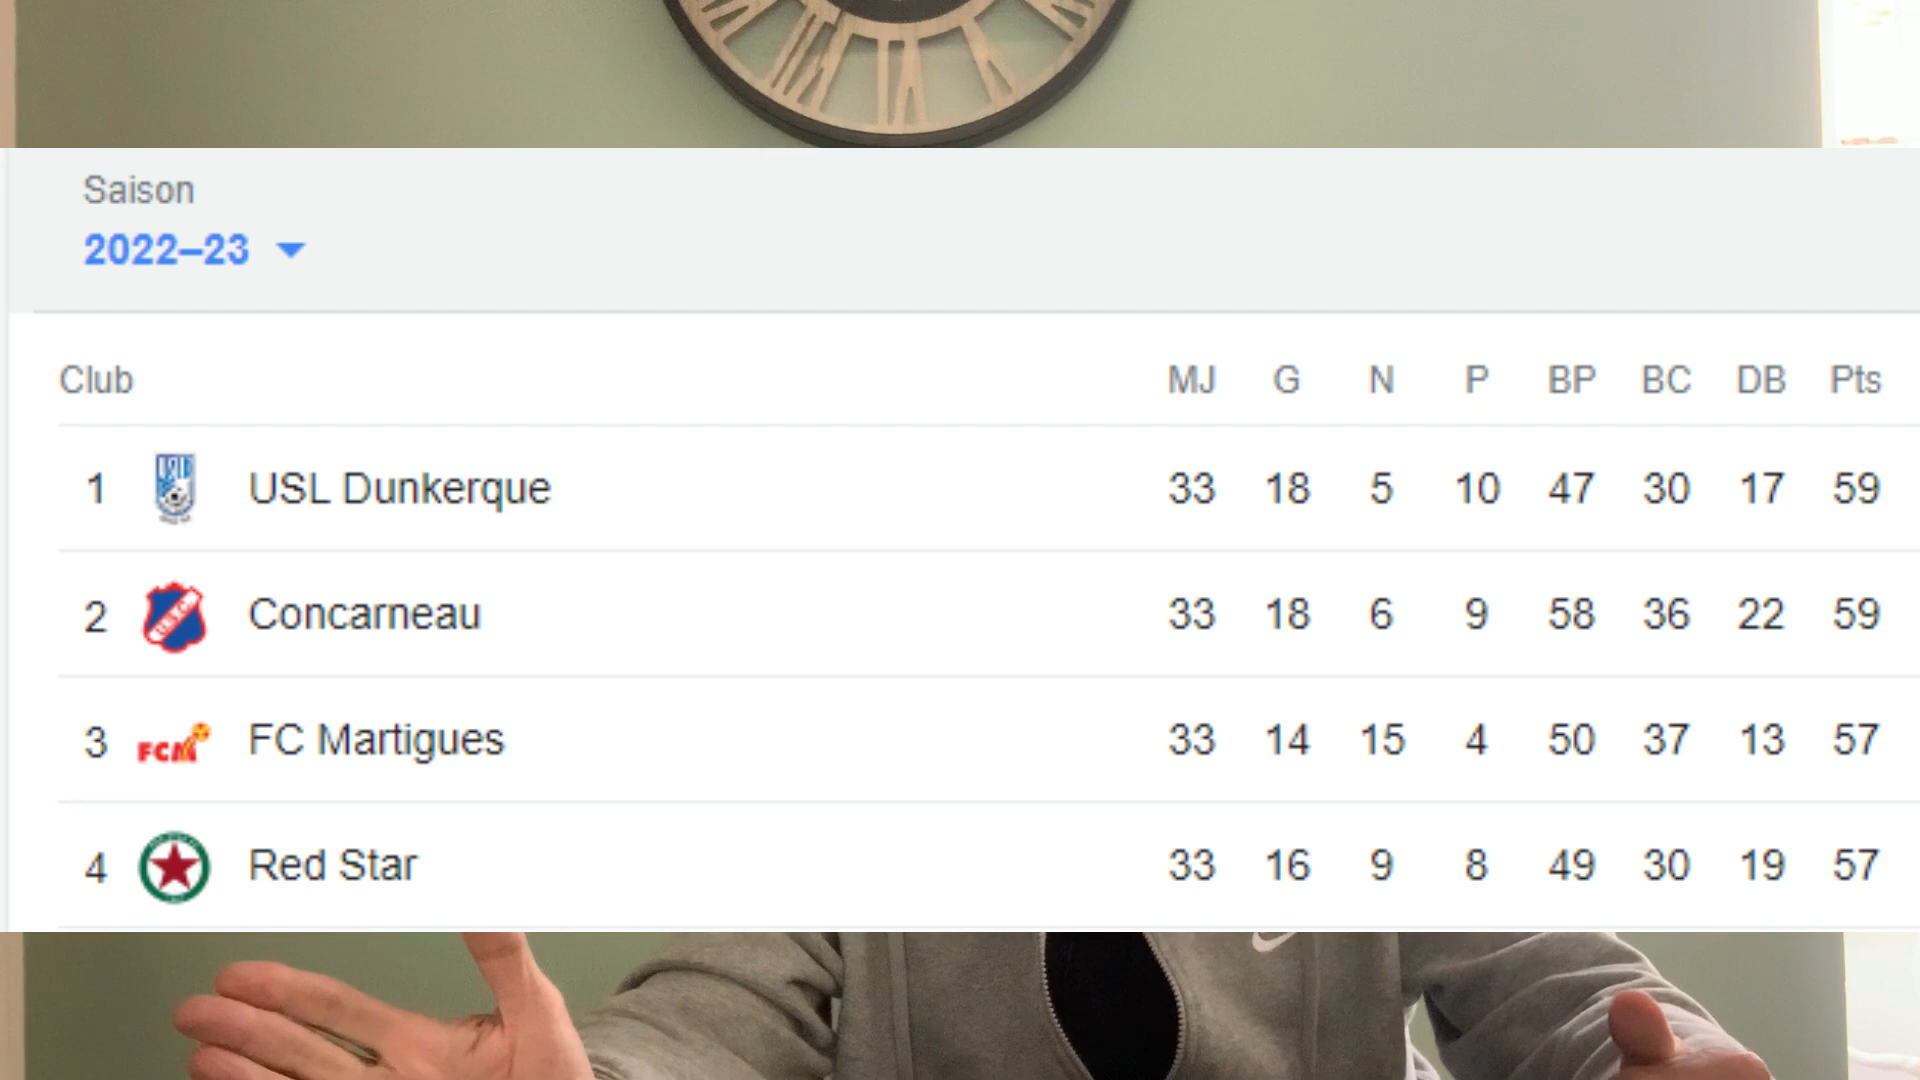 Saison
2022–23
Club MJ G N P BP BC DB Pts
1 USL Dunkerque 33 18 5 10 47 30 17 59
2 Concarneau 33 18 6 9 58 36 22 59
3 FCM FC Martigues 33 14 15 4 50 37 13 57
4 Red Star 33 16 9 8 49 30 19 57